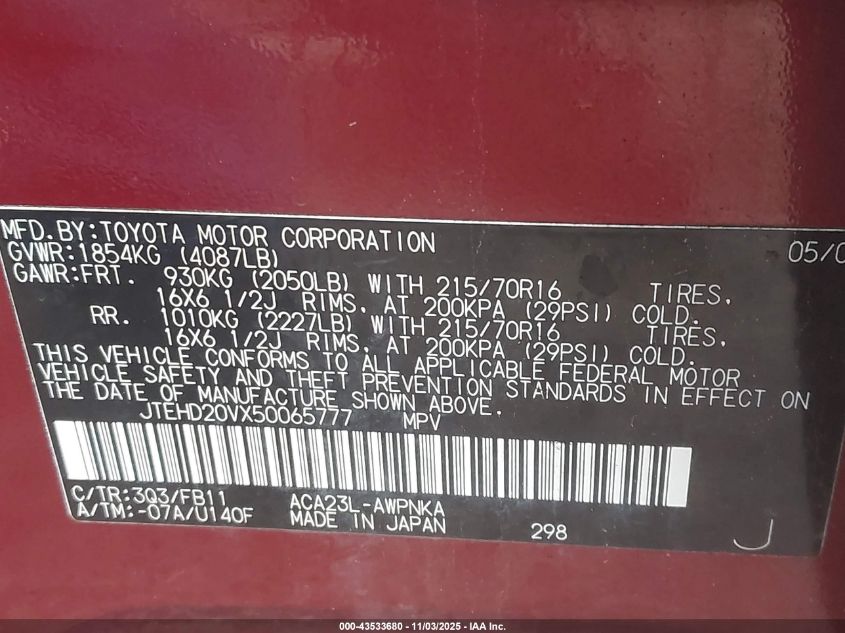 MFD.BY:TOYOTA MOTOR CORPORATION 05/0
GVWR:1854KG (4087LB)
GAWR:FRT. 930KG (2050LB) WITH 215/70R16 TIRES,
16X6 1/2J RIMS, AT 200KPA (29PSI) COLD.
RR. 1010KG (2227LB) WITH 215/70R16 TIRES,
16X6 1/2J RIMS, AT 200KPA (29PSI) COLD.
THIS VEHICLE CONFORMS TO ALL APPLICABLE FEDERAL MOTOR
VEHICLE SAFETY AND THEFT PREVENTION STANDARDS IN EFFECT ON
THE DATE OF MANUFACTURE SHOWN ABOVE.
JTEHD20VX50065777 MPV
C/TR:3Q3/FB11 ACA23L-AWPNKA
A/TM:-07A/U140F MADE IN JAPAN 298 J
000-43533680 - 11/03/2025 - IAA Inc.